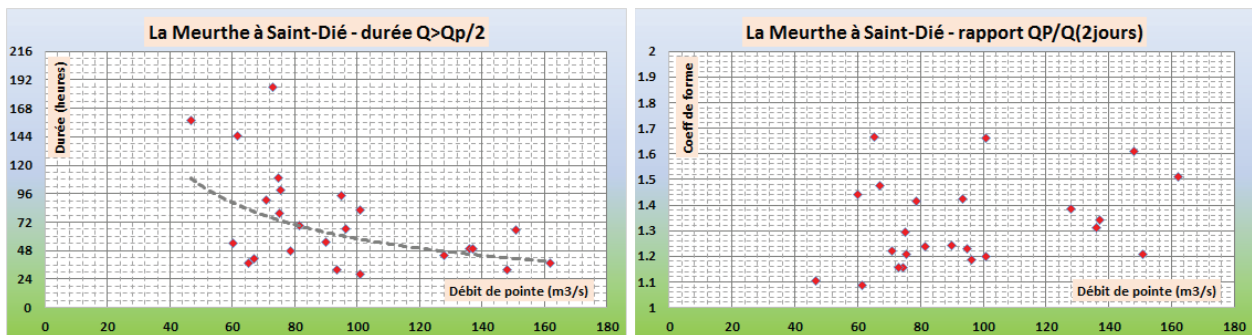 La Meurthe à Saint-Dié - durée Q>Qp/2
Durée (heures)
216
192
168
144
120
96
72
48
24
0
Débit de pointe (m3/s)
0 20 40 60 80 100 120 140 160 180
La Meurthe à Saint-Dié - rapport QP/Q(2jours)
Coeff de forme
2
1.9
1.8
1.7
1.6
1.5
1.4
1.3
1.2
1.1
1
Débit de pointe (m3/s)
0 20 40 60 80 100 120 140 160 180